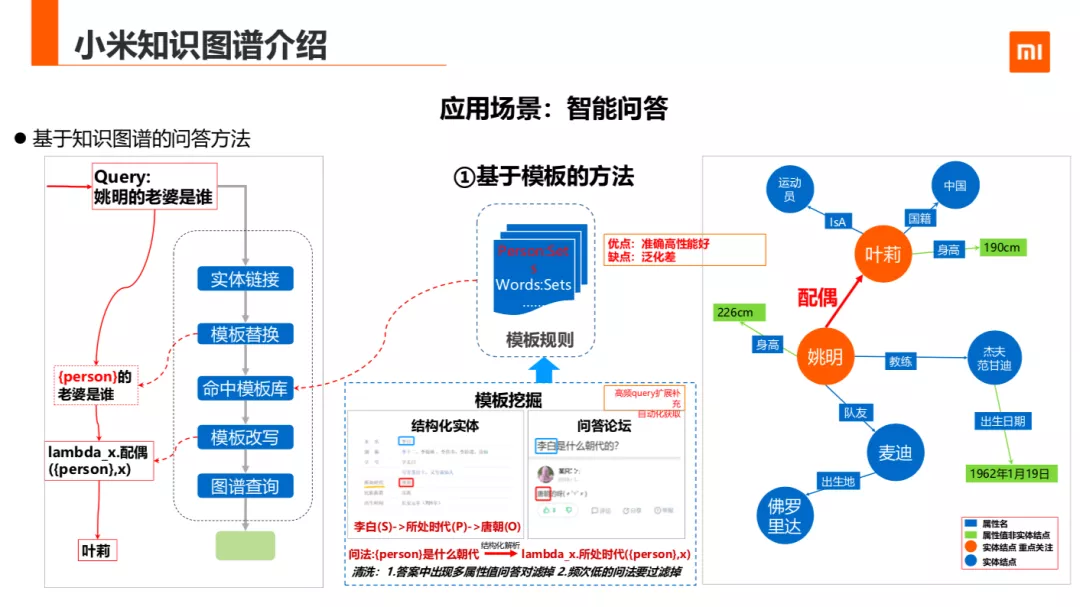 小米知识图谱介绍
mi
应用场景：智能问答
● 基于知识图谱的问答方法
Query:
姚明的老婆是谁
实体链接
模板替换
命中模板库
模板改写
图谱查询
{person}的
老婆是谁
lambda_x.配偶
({person},x)
叶莉
①基于模板的方法
Person:Set
s
Words:Sets
......
模板规则
优点：准确高性能好
缺点：泛化差
模板挖掘
高频query扩展补
充
自动化获取
结构化实体
问答论坛
李白是什么朝代的？
李白(S)->所处时代(P)->唐朝(O)
问法:{person}是什么朝代
结构化解析
lambda_x.所处时代({person},x)
清洗：1.答案中出现多属性值问答对滤掉 2.频次低的问法要过滤掉
运动
员
中国
IsA
国籍
叶莉
身高
190cm
配偶
226cm
身高
姚明
教练
杰夫
范甘迪
队友
出生日期
麦迪
出生地
1962年1月19日
佛罗
里达
属性名
属性值非实体结点
实体结点 重点关注
实体结点